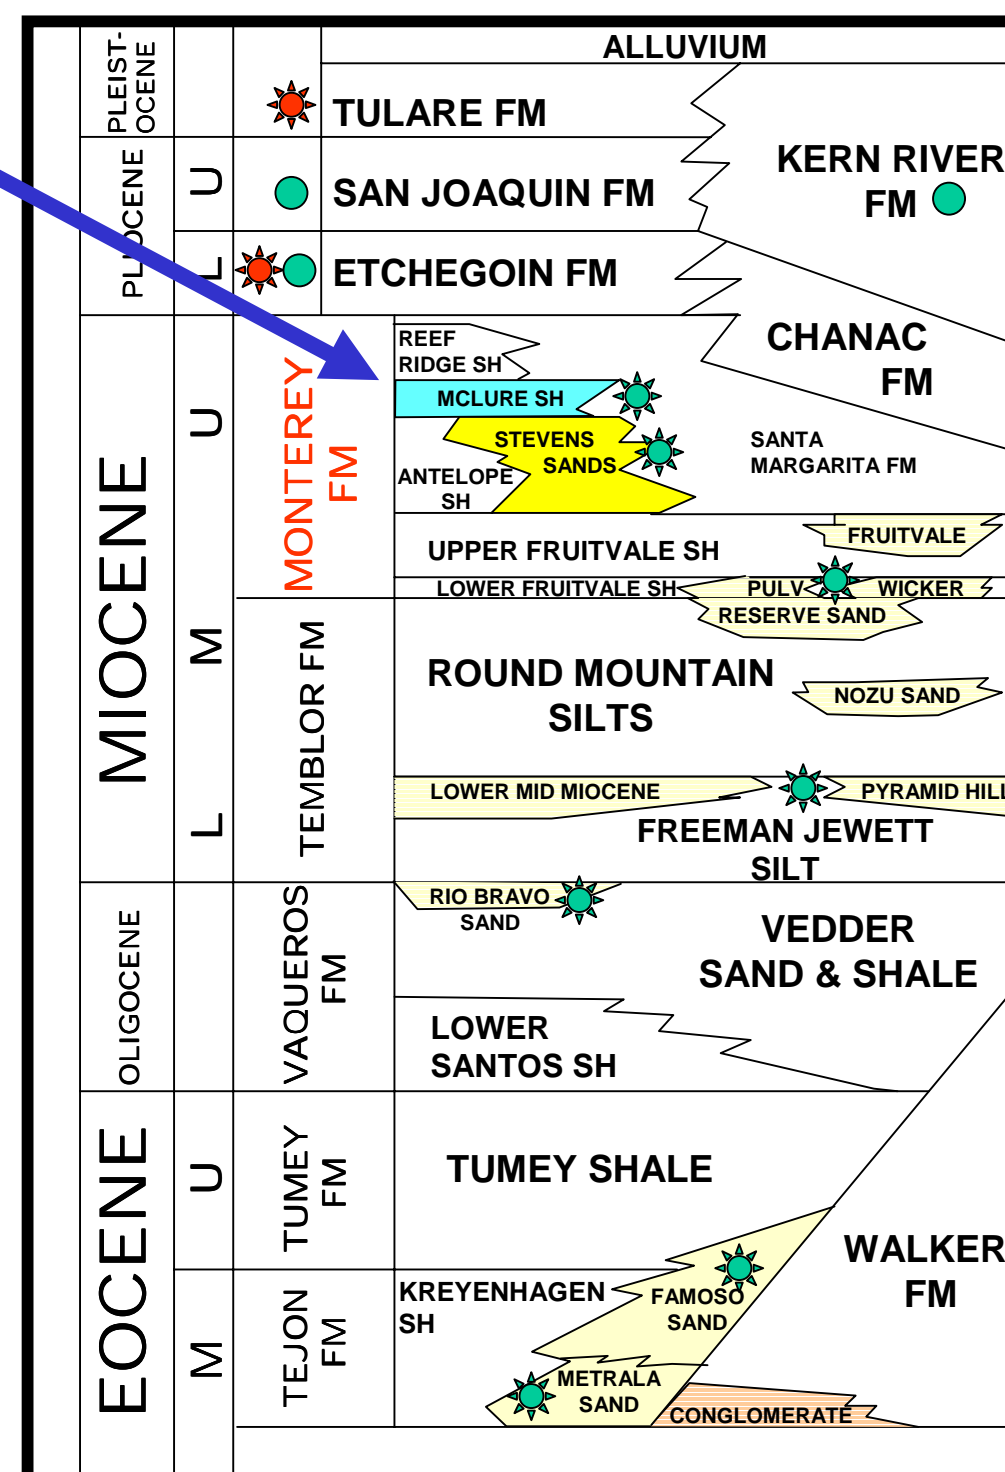 ALLUVIUM
PLEIST-
OCENE
TULARE FM
KERN RIVER
FM
PLIOCENE
U
SAN JOAQUIN FM
L
ETCHEGOIN FM
CHANAC
FM
MIOCENE
U
MONTEREY
FM
REEF
RIDGE SH
MCLURE SH
STEVENS
SANDS
ANTELOPE
SH
SANTA
MARGARITA FM
UPPER FRUITVALE SH
FRUITVALE
LOWER FRUITVALE SH
PULV
WICKER
M
TEMBLOR FM
RESERVE SAND
ROUND MOUNTAIN
SILTS
NOZU SAND
L
LOWER MID MIOCENE
PYRAMID HILL
FREEMAN JEWETT
SILT
OLIGOCENE
VAQUEROS
FM
RIO BRAVO
SAND
VEDDER
SAND & SHALE
LOWER
SANTOS SH
EOCENE
U
TUMEY
FM
TUMEY SHALE
WALKER
FM
M
TEJON
FM
KREYENHAGEN
SH
FAMOSO
SAND
METRALA
SAND
CONGLOMERATE